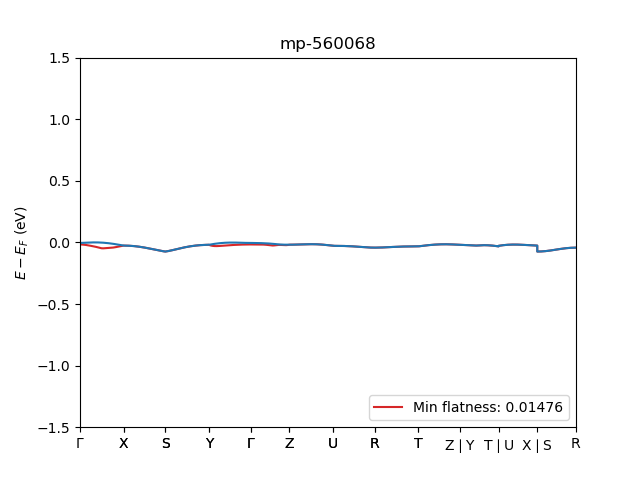 mp-560068
1.5
1.0
0.5
0.0
−0.5
−1.0
−1.5
E − E_F (eV)
Min flatness: 0.01476
Γ X S Y Γ Z U R T Z|Y T|U X|S R